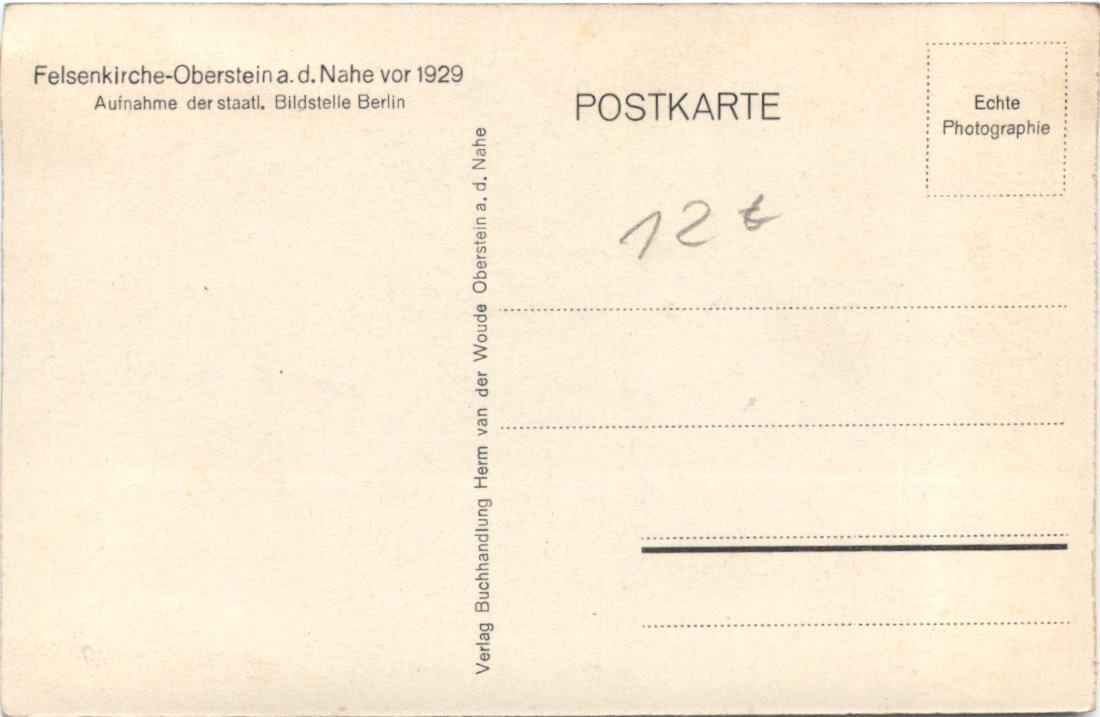 Felsenkirche-Oberstein a. d. Nahe vor 1929
Aufnahme der staatl. Bildstelle Berlin
Verlag Buchhandlung Herm van der Woude Oberstein a. d. Nahe
POSTKARTE
Echte
Photographie
12